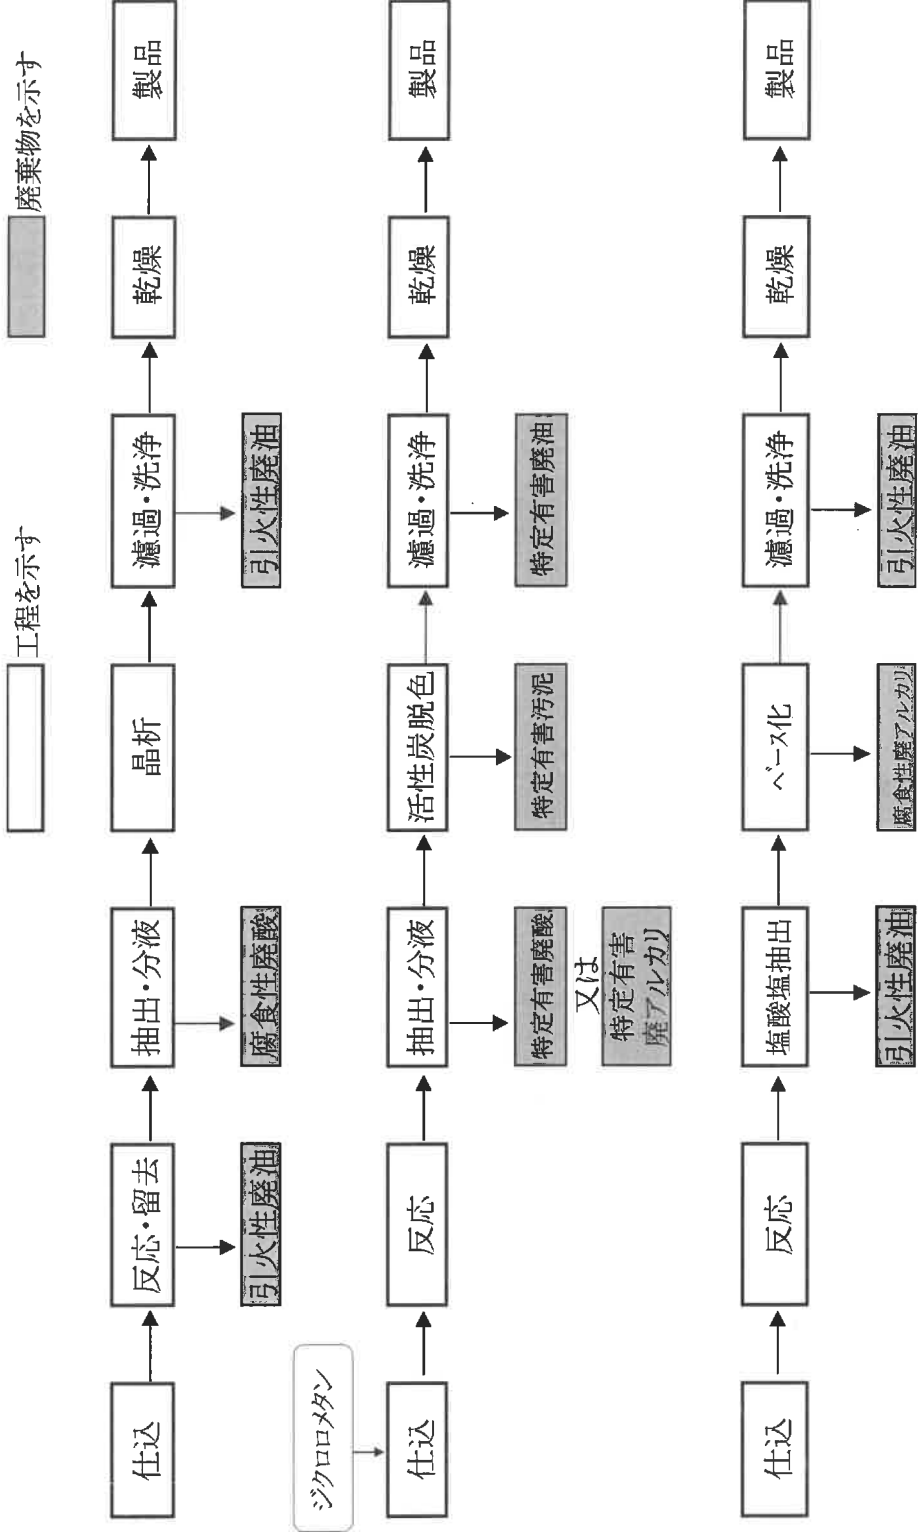 工程を示す
廃棄物を示す
仕込
反応・留去
抽出・分液
晶析
濾過・洗浄
乾燥
製品
引火性廃油
腐食性廃酸
引火性廃油
ジクロロメタン
仕込
反応
抽出・分液
活性炭脱色
濾過・洗浄
乾燥
製品
特定有害廃酸
又は
特定有害
廃アルカリ
特定有害汚泥
特定有害廃油
仕込
反応
塩酸塩抽出
ベース化
濾過・洗浄
乾燥
製品
引火性廃油
腐食性廃アルカリ
引火性廃油